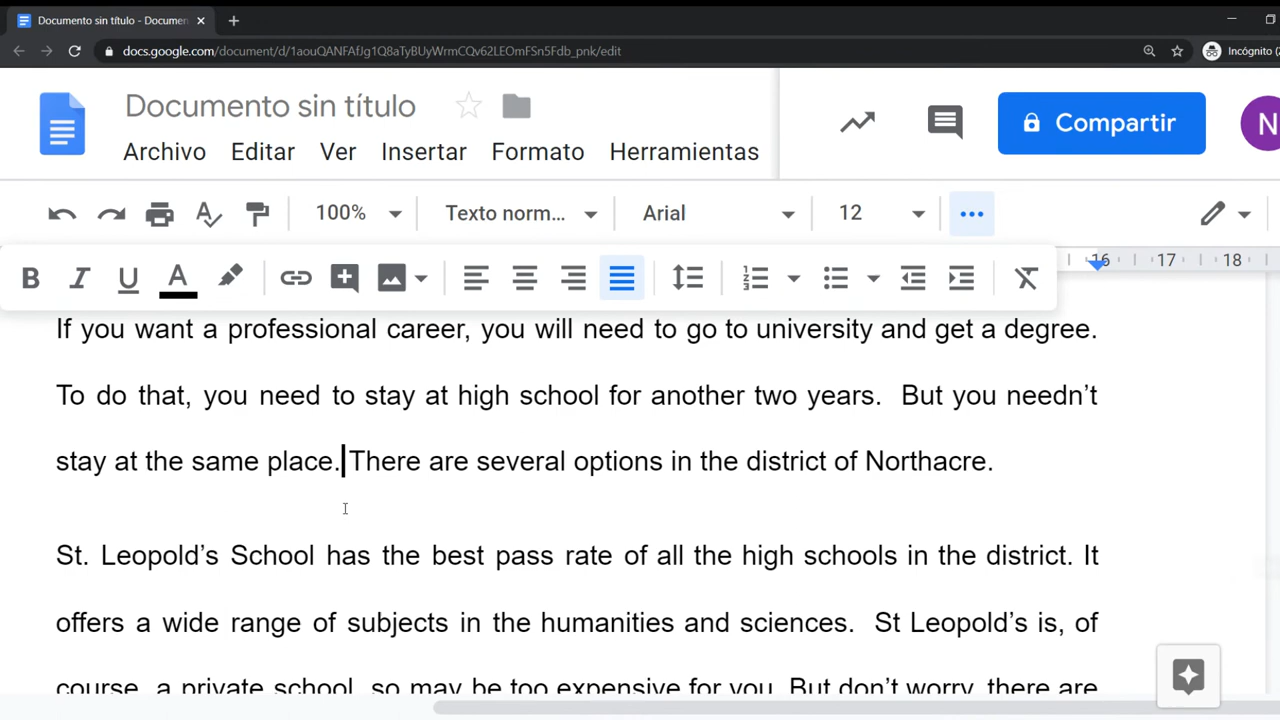 Documento sin título - Documen
docs.google.com/document/d/1aouQANFAfJg1Q8aTyBUyWrmCQv62LEOmFSn5Fdb_pnk/edit
Incógnito (
Documento sin título
Archivo Editar Ver Insertar Formato Herramientas
Compartir
N
100% Texto norm... Arial 12
16 17 18
B I U A
If you want a professional career, you will need to go to university and get a degree.
To do that, you need to stay at high school for another two years. But you needn’t
stay at the same place. There are several options in the district of Northacre.
St. Leopold’s School has the best pass rate of all the high schools in the district. It
offers a wide range of subjects in the humanities and sciences. St Leopold’s is, of
course, a private school, so may be too expensive for you. But don’t worry, there are